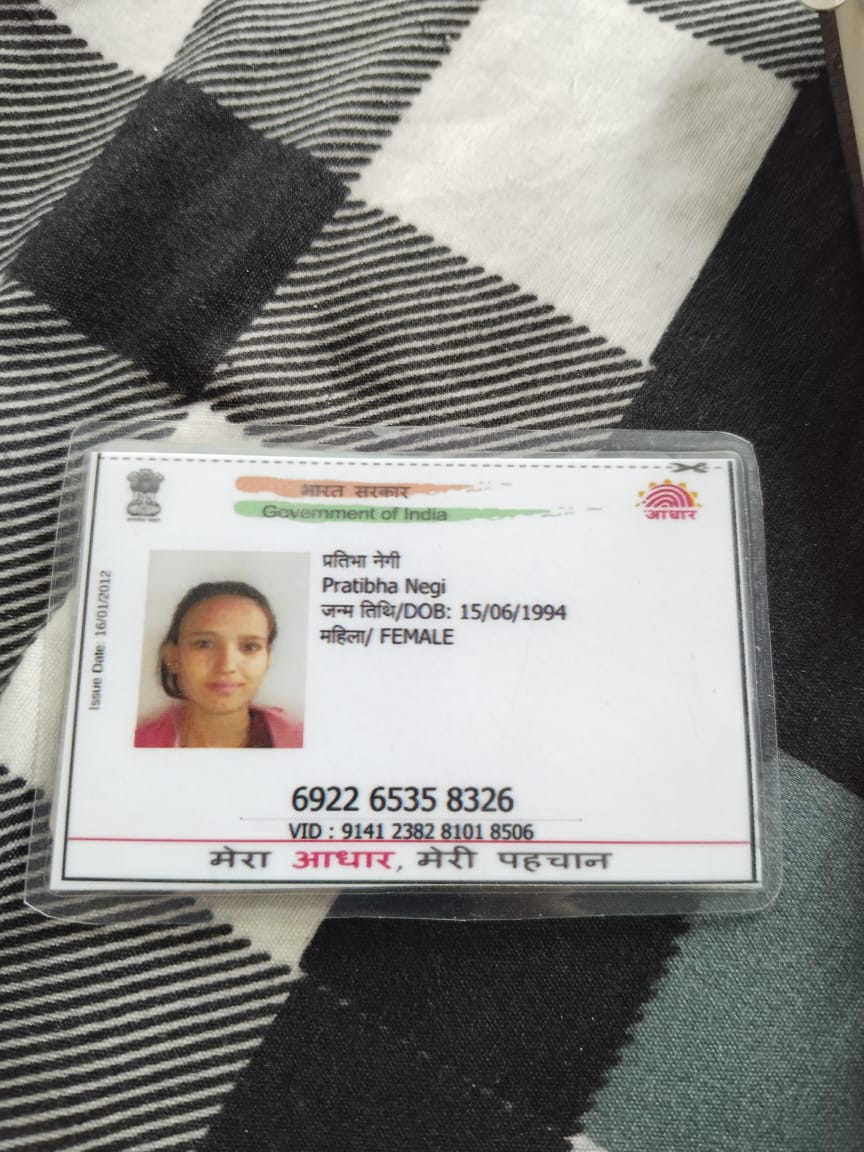 भारत सरकार
Government of India
आधार
Issue Date: 16/01/2012
प्रतिभा नेगी
Pratibha Negi
जन्म तिथि/DOB: 15/06/1994
महिला/ FEMALE
6922 6535 8326
VID : 9141 2382 8101 8506
मेरा आधार, मेरी पहचान